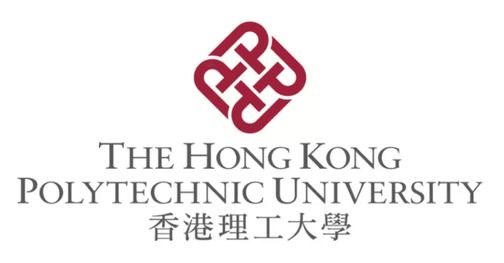 THE HONG KONG
POLYTECHNIC UNIVERSITY
香港理工大學